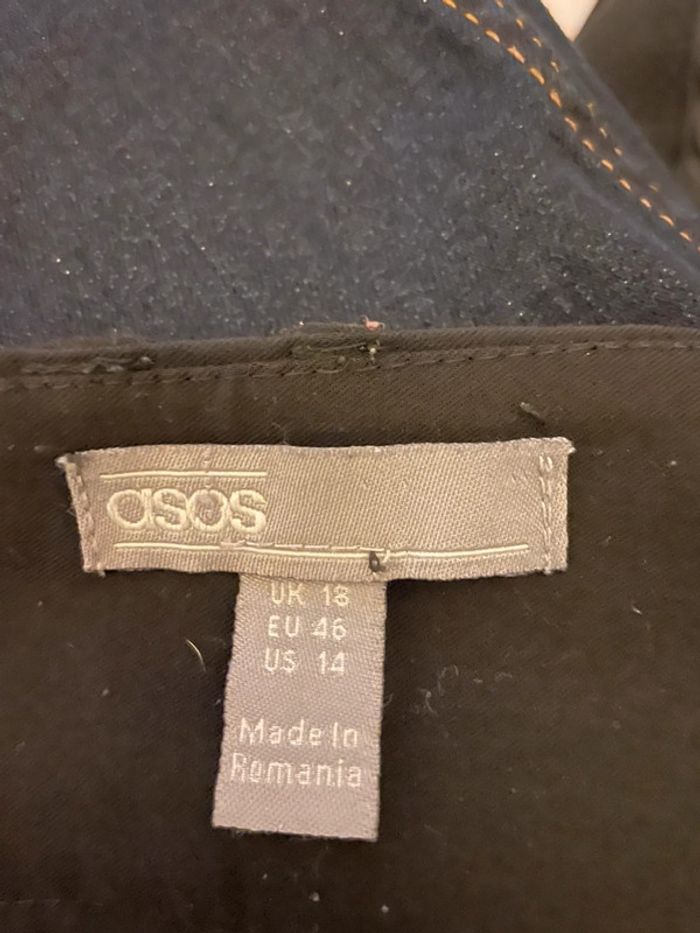 asos
UK 18
EU 46
US 14
Made In
Romania